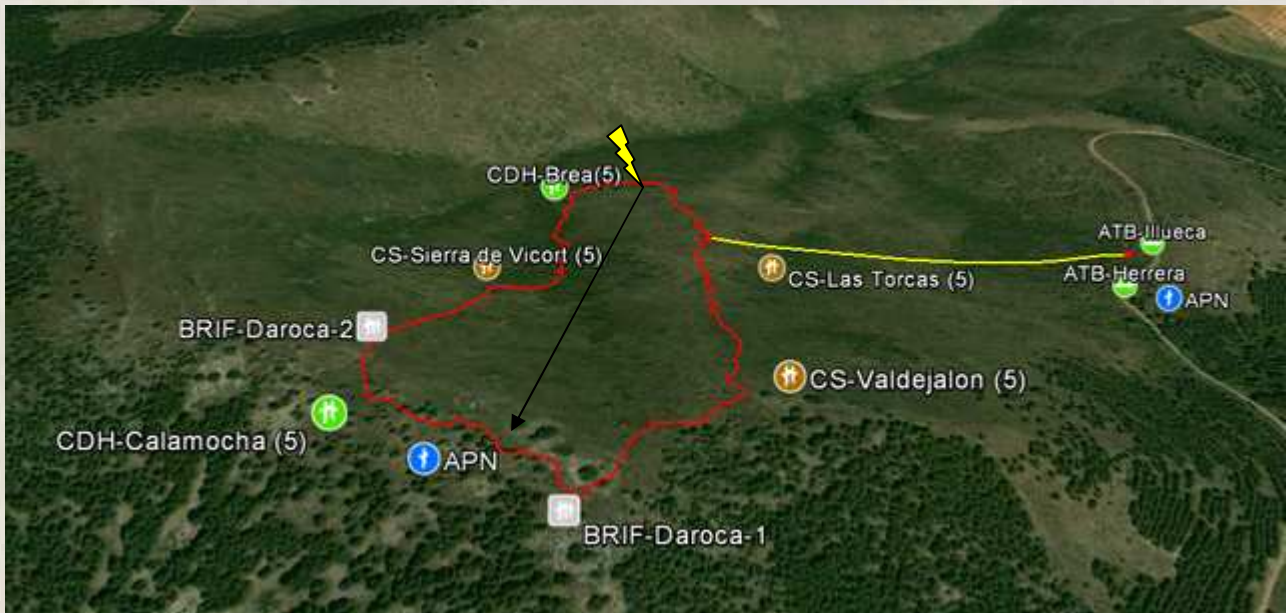 CDH-Brea(5)
ATB-Illueca
CS-Sierra de Vicort (5)
CS-Las Torcas (5)
ATB-Herrera
APN
BRIF-Daroca-2
CS-Valdejalon (5)
CDH-Calamocha (5)
APN
BRIF-Daroca-1